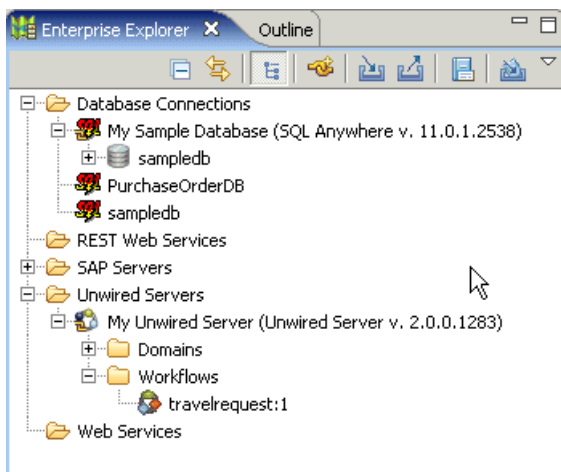 Enterprise Explorer Outline
Database Connections
My Sample Database (SQL Anywhere v. 11.0.1.2538)
sampledb
PurchaseOrderDB
sampledb
REST Web Services
SAP Servers
Unwired Servers
My Unwired Server (Unwired Server v. 2.0.0.1283)
Domains
Workflows
travelrequest:1
Web Services